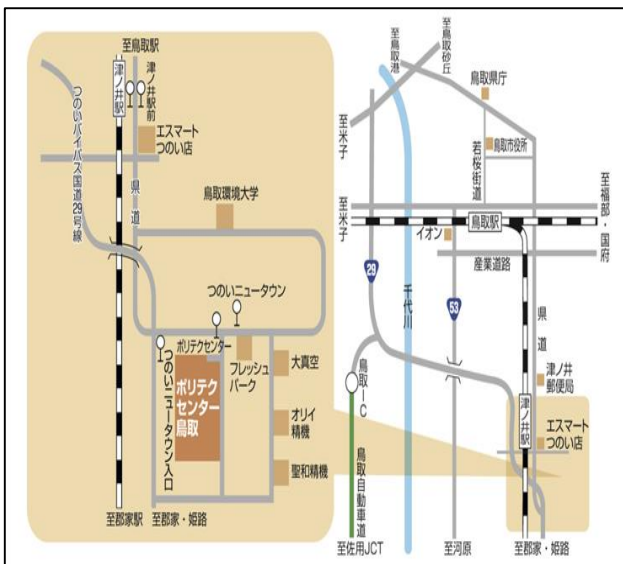 至鳥取駅
津ノ井駅
津ノ井駅前
エスマート
つのい店
つのいバイパス国道29号線
県道
鳥取環境大学
つのいニュータウン
ポリテクセンター
フレッシュ
パーク
大真空
ポリテク
センター
鳥取
つのいニュータウン入口
オリイ
精機
聖和精機
至郡家駅
至郡家・姫路
至鳥取港
至鳥取砂丘
鳥取県庁
至米子
若桜街道
鳥取市役所
至福部・国府
至米子
鳥取駅
イオン
産業道路
29
千代川
53
県道
鳥取IC
津ノ井
郵便局
津ノ井駅
エスマート
つのい店
鳥取自動車道
至佐用JCT
至河原
至郡家・姫路